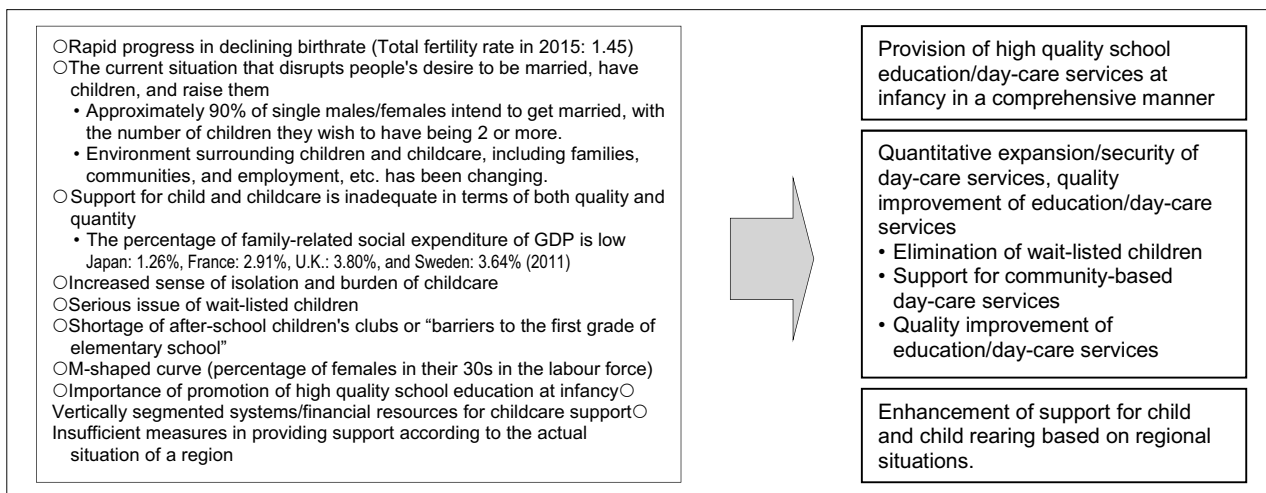 ○Rapid progress in declining birthrate (Total fertility rate in 2015: 1.45)
○The current situation that disrupts people's desire to be married, have
children, and raise them
• Approximately 90% of single males/females intend to get married, with
the number of children they wish to have being 2 or more.
• Environment surrounding children and childcare, including families,
communities, and employment, etc. has been changing.
○Support for child and childcare is inadequate in terms of both quality and
quantity
• The percentage of family-related social expenditure of GDP is low
Japan: 1.26%, France: 2.91%, U.K.: 3.80%, and Sweden: 3.64% (2011)
○Increased sense of isolation and burden of childcare
○Serious issue of wait-listed children
○Shortage of after-school children's clubs or “barriers to the first grade of
elementary school”
○M-shaped curve (percentage of females in their 30s in the labour force)
○Importance of promotion of high quality school education at infancy○
Vertically segmented systems/financial resources for childcare support○
Insufficient measures in providing support according to the actual
situation of a region
Provision of high quality school
education/day-care services at
infancy in a comprehensive manner
Quantitative expansion/security of
day-care services, quality
improvement of education/day-care
services
• Elimination of wait-listed children
• Support for community-based
day-care services
• Quality improvement of
education/day-care services
Enhancement of support for child
and child rearing based on regional
situations.